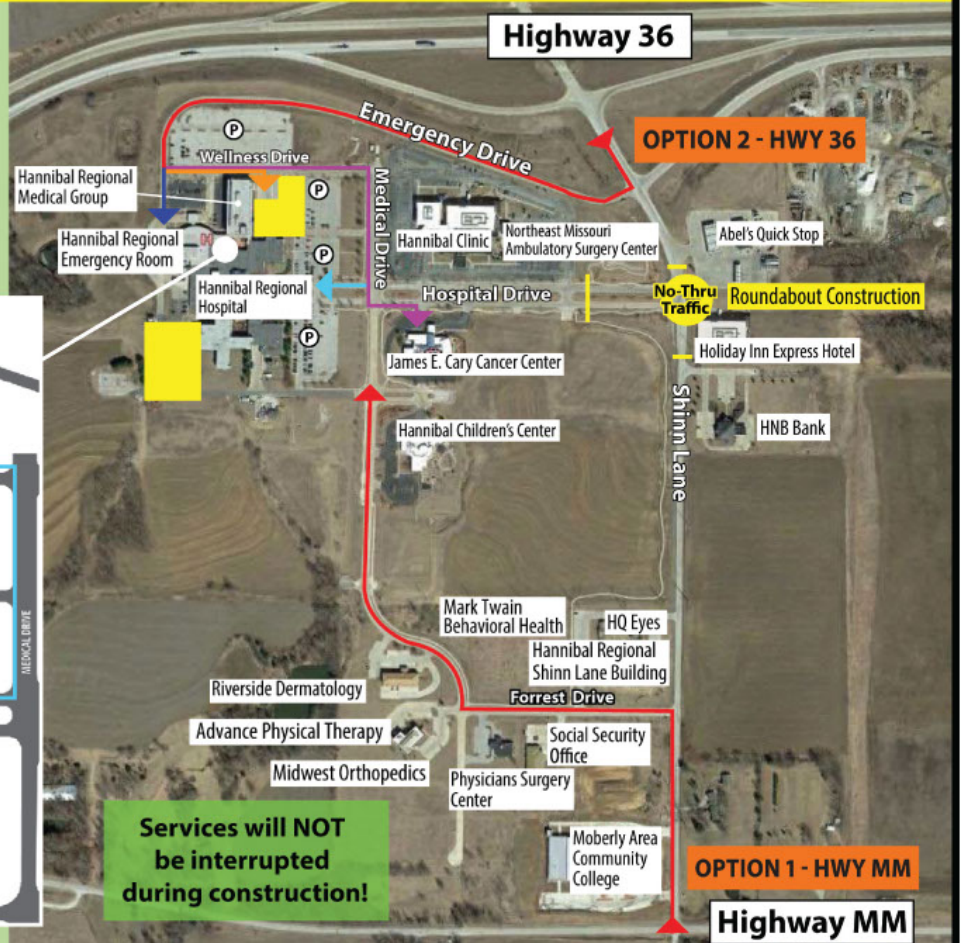 Highway 36
OPTION 2 - HWY 36
Emergency Drive
P
Wellness Drive
Hannibal Regional
Medical Group
P
Medical Drive
Hannibal Clinic
Northeast Missouri
Ambulatory Surgery Center
Abel's Quick Stop
Hannibal Regional
Emergency Room
P
Hannibal Regional
Hospital
Hospital Drive
No-Thru
Traffic
Roundabout Construction
P
James E. Cary Cancer Center
Holiday Inn Express Hotel
Shinn Lane
Hannibal Children's Center
HNB Bank
MEDICAL DRIVE
Mark Twain
Behavioral Health
HQ Eyes
Hannibal Regional
Shinn Lane Building
Riverside Dermatology
Forrest Drive
Advance Physical Therapy
Social Security
Office
Midwest Orthopedics
Physicians Surgery
Center
Services will NOT
be interrupted
during construction!
Moberly Area
Community
College
OPTION 1 - HWY MM
Highway MM